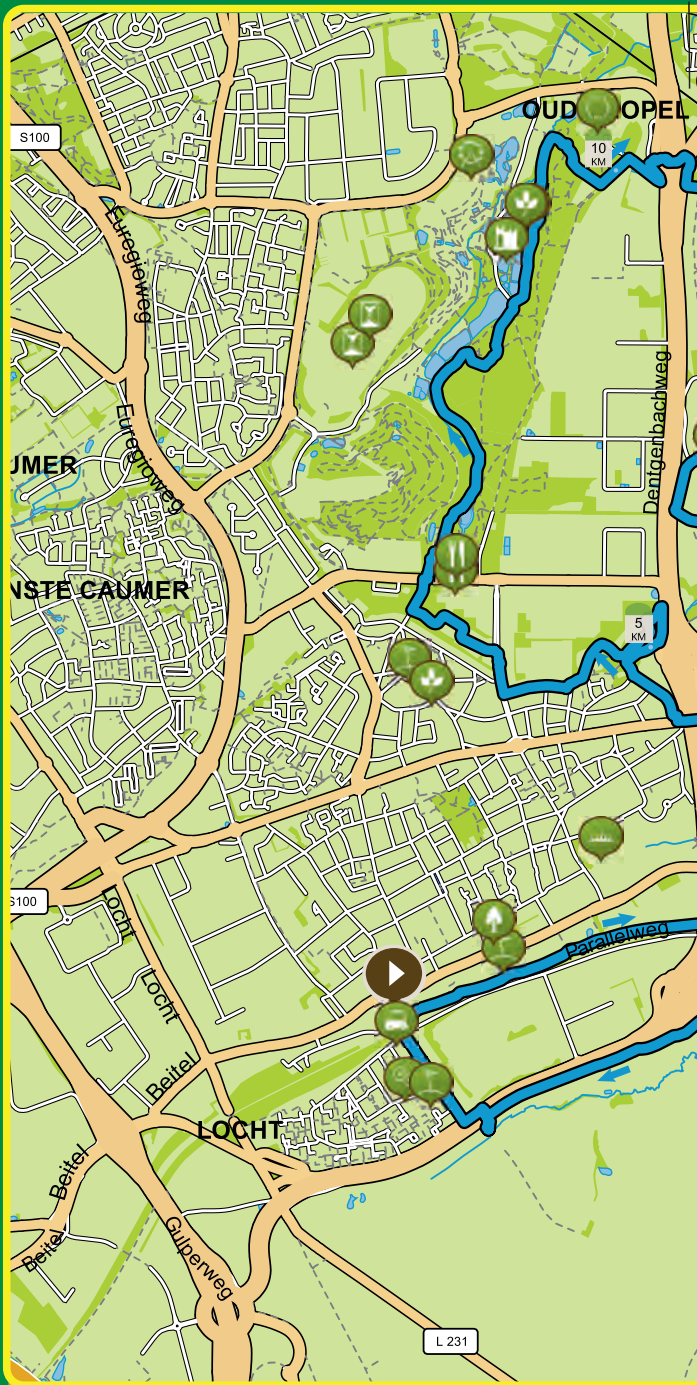 OUD OPEL
S100
10
KM
Euregioweg
Dentgenbachweg
Euregioweg
UMER
NSTE CAUMER
5
KM
S100
Locht
Parallelweg
Locht
Beitel
LOCHT
Beitel
Beitel
Gulperweg
L 231